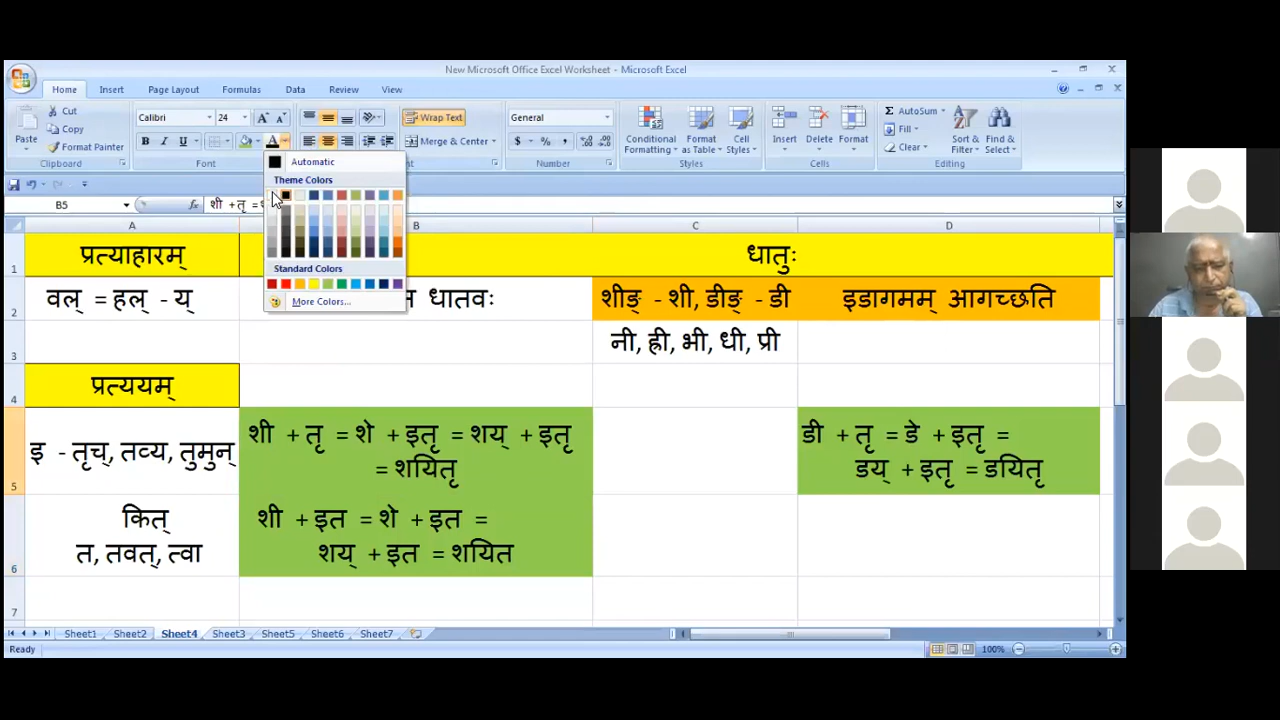 New Microsoft Office Excel Worksheet - Microsoft Excel
Home Insert Page Layout Formulas Data Review View
Cut
Copy
Format Painter
Paste
Clipboard
Calibri 24
B I U
Font
Wrap Text
Merge & Center
General
$ % ,
Number
Conditional Formatting
Format as Table
Cell Styles
Styles
Insert Delete Format
Cells
AutoSum
Fill
Clear
Sort & Filter
Find & Select
Editing
Automatic
Theme Colors
Standard Colors
More Colors...
B5 fx शी + तृ =
A B C D
1 प्रत्याहारम् धातुः
2 वल् = हल् - य् धातवः शीङ् - शी, डीङ् - डी इडागमम् आगच्छति
3 नी, ह्री, भी, धी, प्री
4 प्रत्ययम्
5 इ - तृच्, तव्य, तुमुन् शी + तृ = शे + इतृ = शय् + इतृ
= शयितृ
डी + तृ = डे + इतृ =
डय् + इतृ = डयितृ
6 कित्
त, तवत्, त्वा
शी + इत = शे + इत =
शय् + इत = शयित
7
Sheet1 Sheet2 Sheet4 Sheet3 Sheet5 Sheet6 Sheet7
Ready 100%